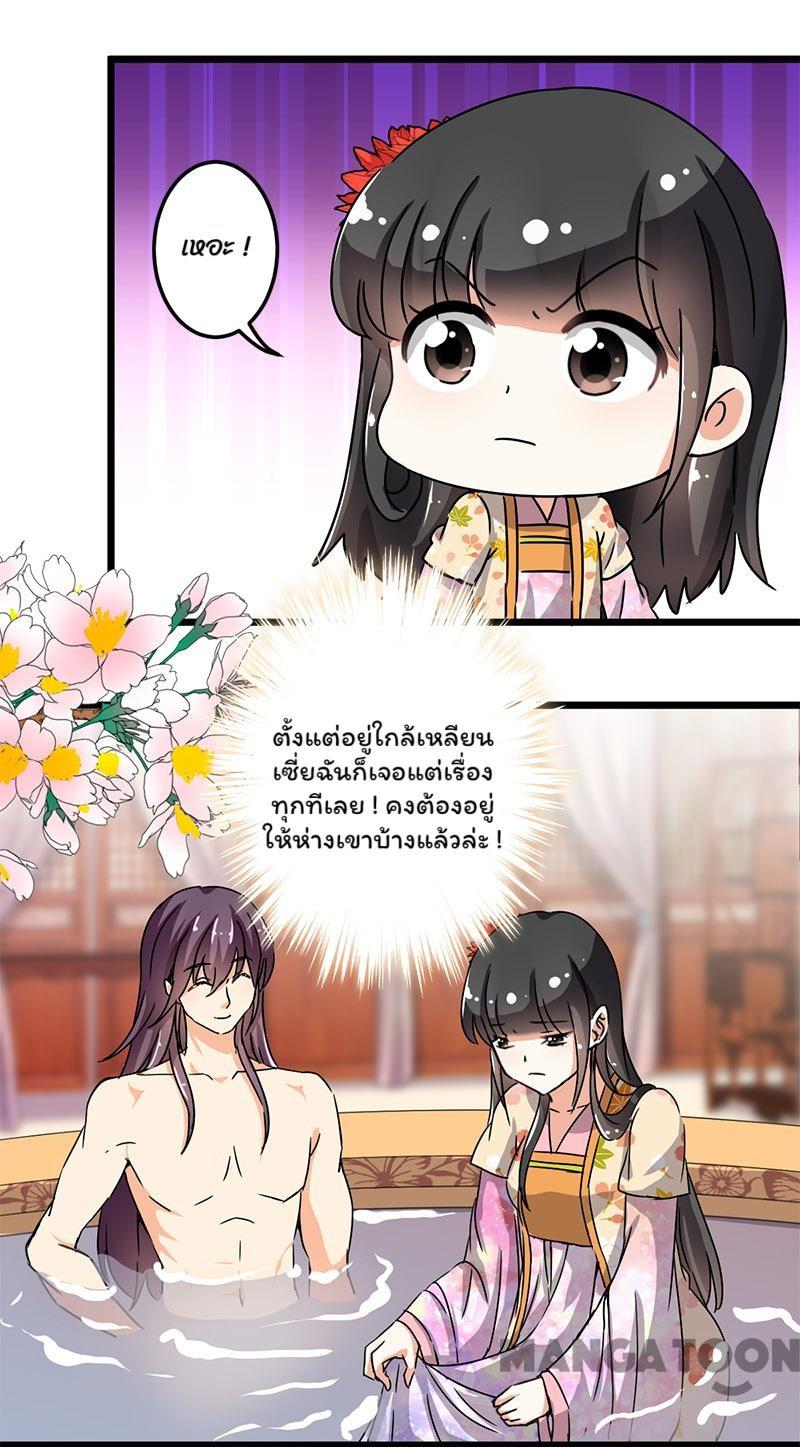 เหอะ !
ตั้งแต่อยู่ใกล้เหลียน
เซี่ยฉันก็เจอแต่เรื่อง
ทุกทีเลย ! คงต้องอยู่
ให้ห่างเขาบ้างแล้วล่ะ !
MANGATOON